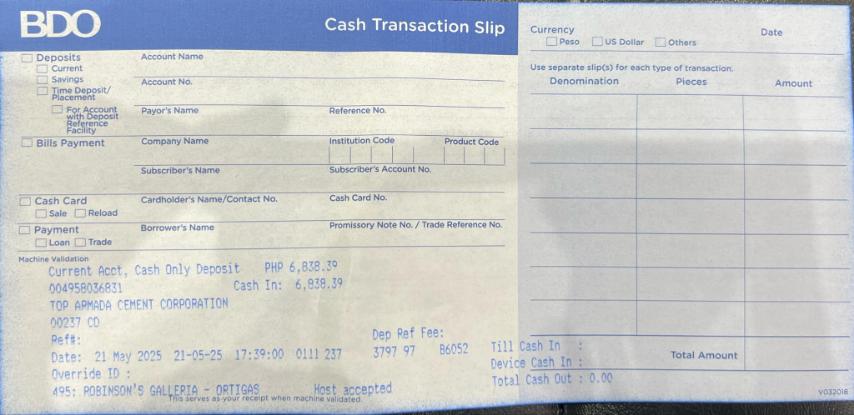 BDO
Cash Transaction Slip
Currency
Peso US Dollar Others
Date
Use separate slip(s) for each type of transaction.
Denomination Pieces Amount
Deposits
Current
Savings
Time Deposit/
Placement
For Account
with Deposit
Reference
Facility
Account Name
Account No.
Payor's Name Reference No.
Bills Payment
Company Name Institution Code Product Code
Subscriber's Name Subscriber's Account No.
Cash Card
Sale Reload
Cardholder's Name/Contact No. Cash Card No.
Payment
Loan Trade
Borrower's Name Promissory Note No. / Trade Reference No.
Machine Validation
Current Acct, Cash Only Deposit PHP 6,838.39
004958036831 Cash In: 6,838.39
TOP ARMADA CEMENT CORPORATION
00237 CD
Ref#: Dep Ref Fee:
Date: 21 May 2025 21-05-25 17:39:00 0111 237 3797 97 B6052 Till Cash In :
Override ID : Device Cash In :
Total Amount
495: ROBINSON'S GALLERIA - ORTIGAS Host accepted Total Cash Out : 0.00
This serves as your receipt when machine validated.
V032018